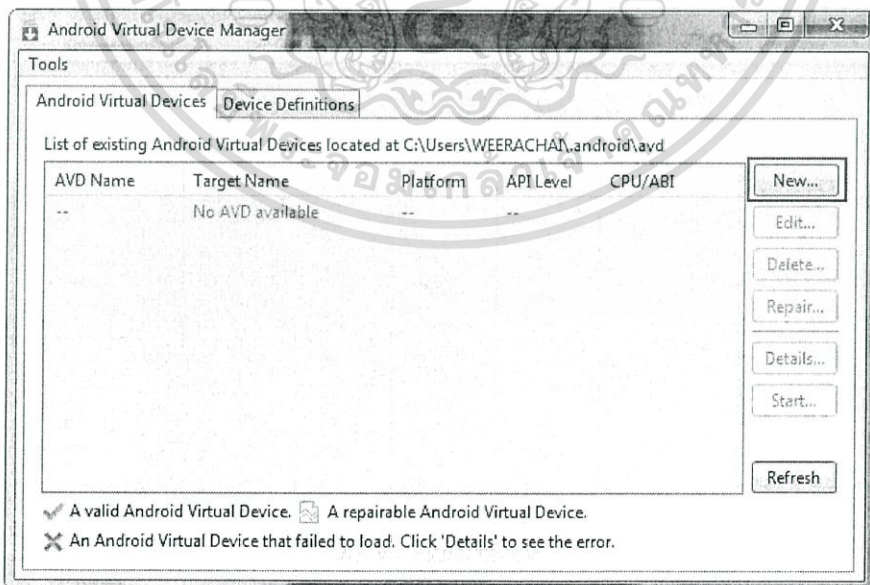 Android Virtual Device Manager
Tools
Android Virtual Devices Device Definitions
List of existing Android Virtual Devices located at C:\Users\WEERACHAI\.android\avd
AVD Name Target Name Platform API Level CPU/ABI
-- No AVD available -- --
New...
Edit...
Delete...
Repair...
Details...
Start...
Refresh
A valid Android Virtual Device. A repairable Android Virtual Device.
An Android Virtual Device that failed to load. Click 'Details' to see the error.